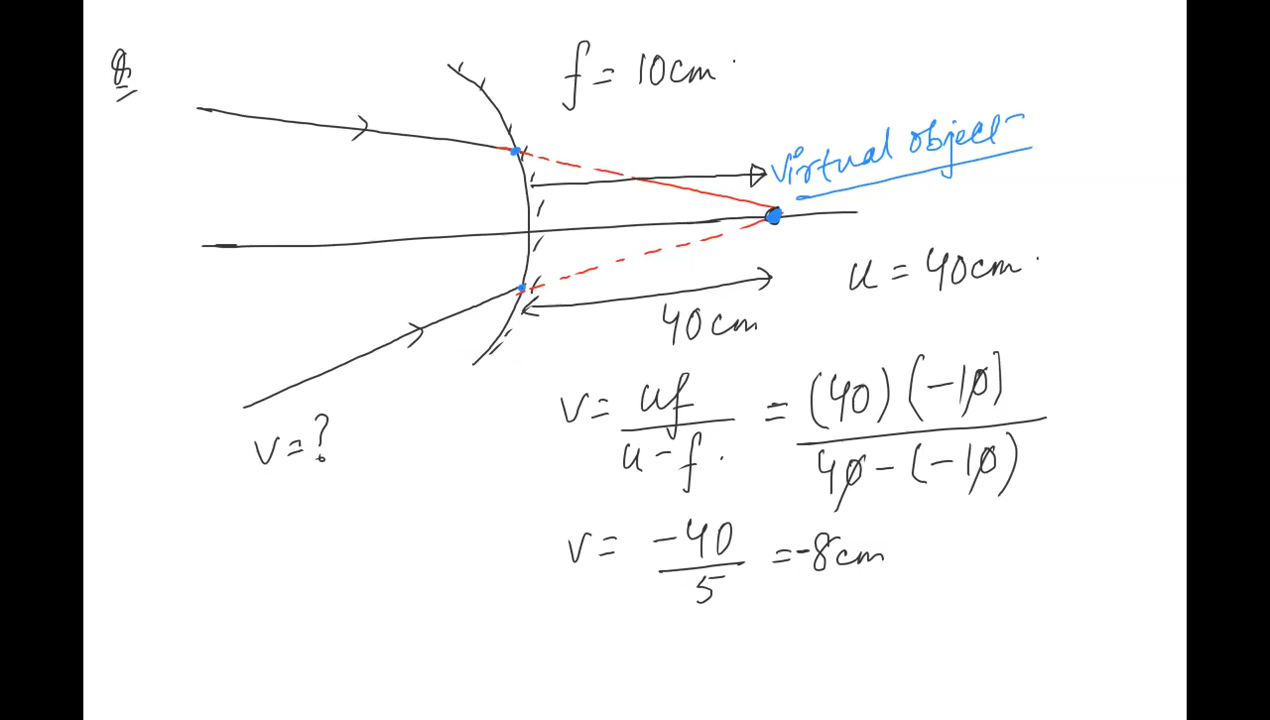 Q
f = 10cm
virtual object
u = 40cm
40cm
v = ?
v = uf / u - f = (40)(-10) / 40 - (-10)
v = -40 / 5 = -8cm